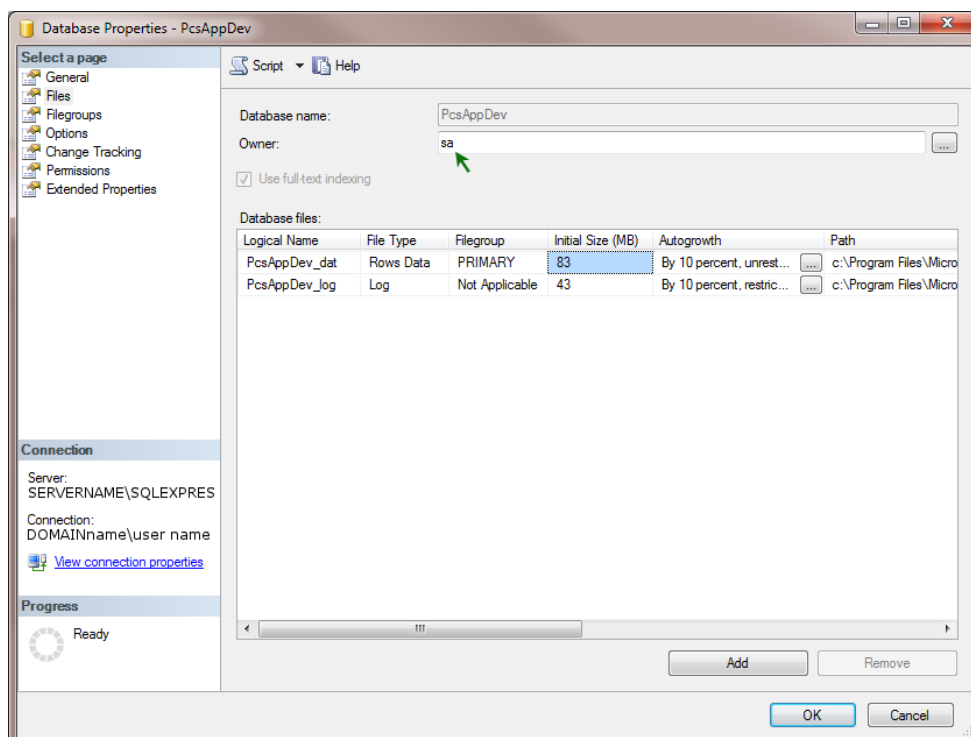 Database Properties - PcsAppDev
Select a page
General
Files
Filegroups
Options
Change Tracking
Permissions
Extended Properties
Script
Help
Database name:
PcsAppDev
Owner:
sa
...
Use full-text indexing
Database files:
Logical Name File Type Filegroup Initial Size (MB) Autogrowth Path
PcsAppDev_dat Rows Data PRIMARY 83 By 10 percent, unrest... ... c:\Program Files\Micro
PcsAppDev_log Log Not Applicable 43 By 10 percent, restric... ... c:\Program Files\Micro
Connection
Server:
SERVERNAME\SQLEXPRES
Connection:
DOMAINname\user name
View connection properties
Progress
Ready
Add
Remove
OK
Cancel